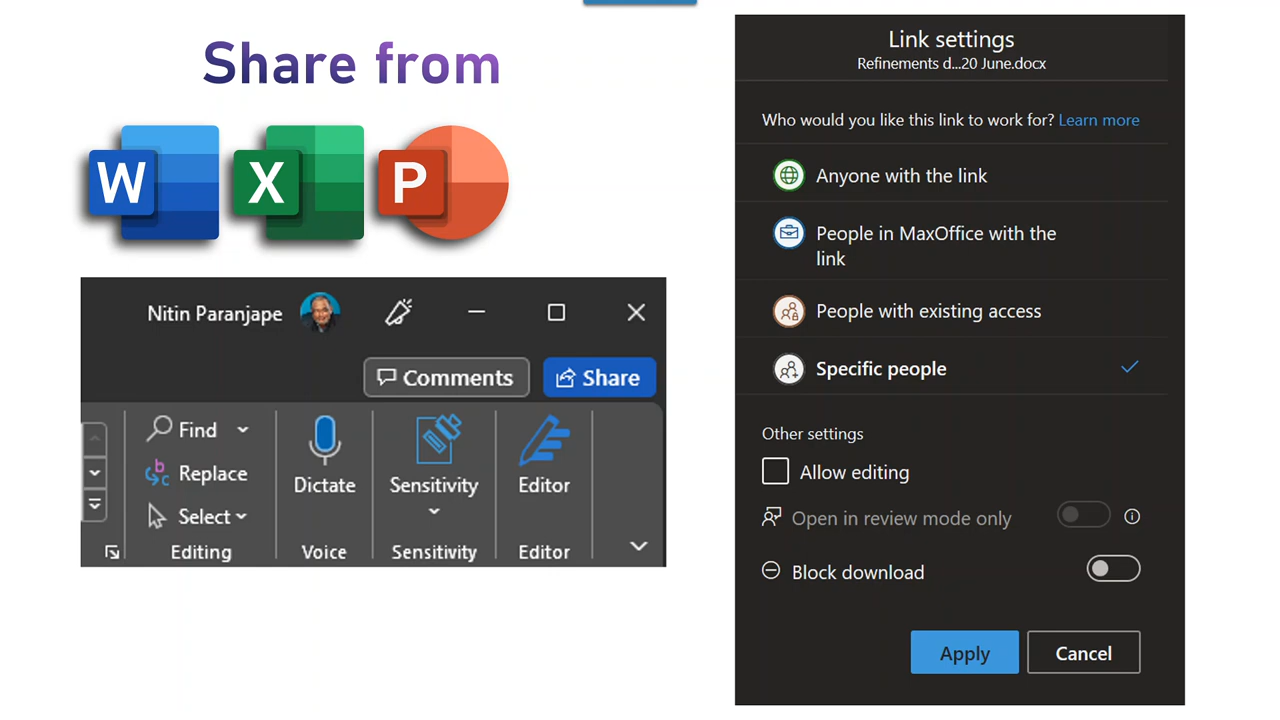 Share from
W X P
Nitin Paranjape
Comments Share
Find
Replace
Select
Editing
Dictate
Voice
Sensitivity
Sensitivity
Editor
Editor
Link settings
Refinements d...20 June.docx
Who would you like this link to work for? Learn more
Anyone with the link
People in MaxOffice with the
link
People with existing access
Specific people
Other settings
Allow editing
Open in review mode only
Block download
Apply Cancel